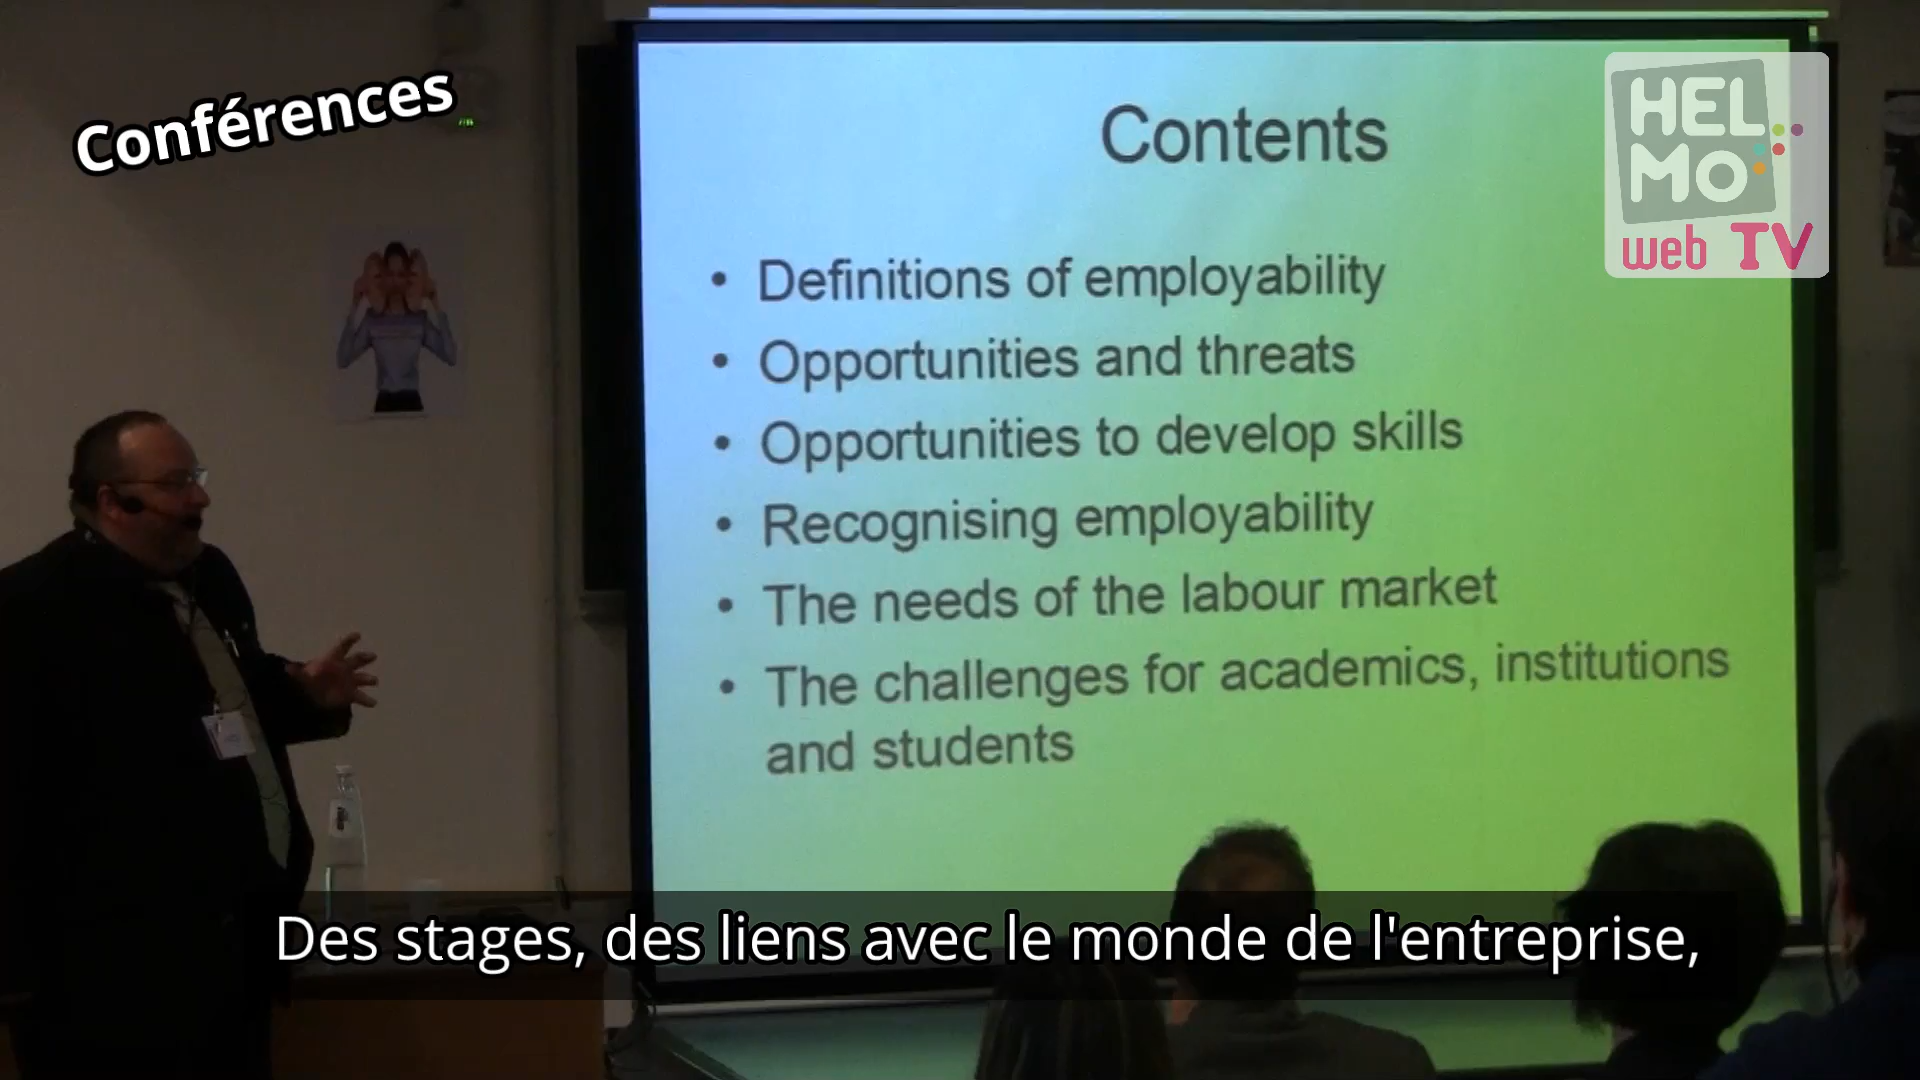 Conférences
HEL
MO
web TV
Contents
• Definitions of employability
• Opportunities and threats
• Opportunities to develop skills
• Recognising employability
• The needs of the labour market
• The challenges for academics, institutions
and students
Des stages, des liens avec le monde de l'entreprise,